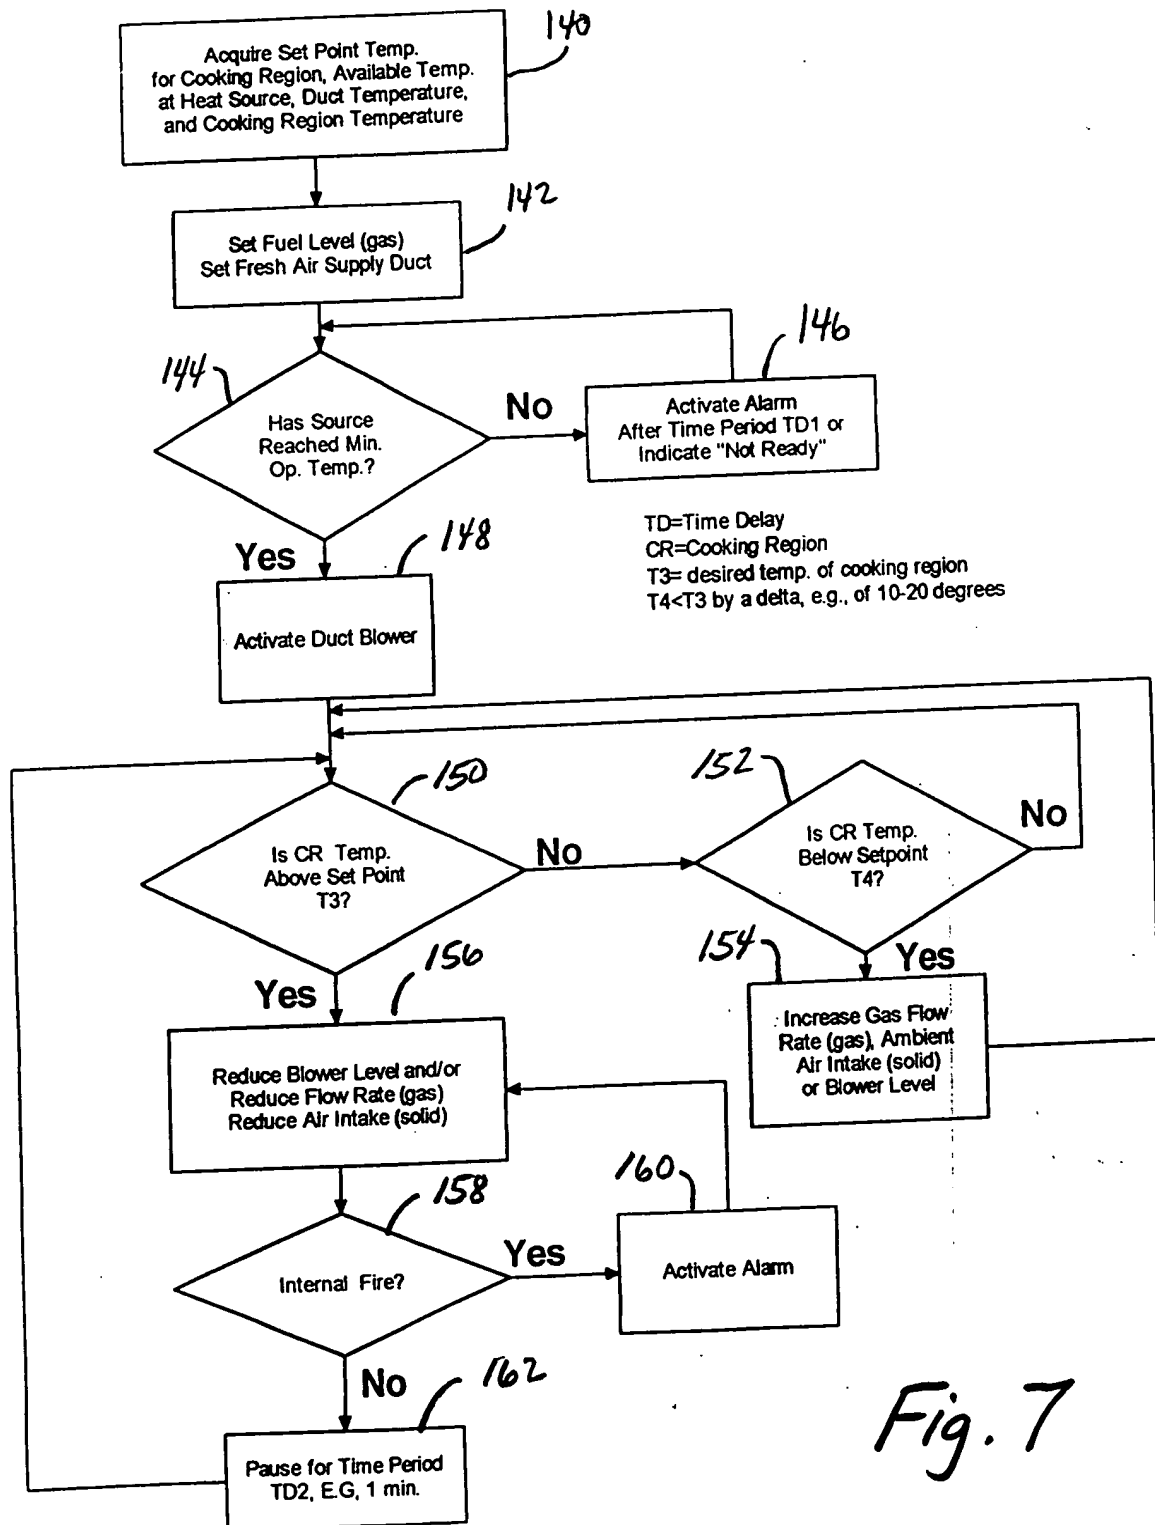 140
Acquire Set Point Temp.
for Cooking Region, Available Temp.
at Heat Source, Duct Temperature,
and Cooking Region Temperature
142
Set Fuel Level (gas)
Set Fresh Air Supply Duct
146
144
Has Source
Reached Min.
Op. Temp.?
No
Activate Alarm
After Time Period TD1 or
Indicate "Not Ready"
TD=Time Delay
CR=Cooking Region
T3= desired temp. of cooking region
T4<T3 by a delta, e.g., of 10-20 degrees
Yes
148
Activate Duct Blower
150
Is CR Temp.
Above Set Point
T3?
No
152
Is CR Temp.
Below Setpoint
T4?
No
Yes
156
154
Yes
Increase Gas Flow
Rate (gas), Ambient
Air Intake (solid)
or Blower Level
Reduce Blower Level and/or
Reduce Flow Rate (gas)
Reduce Air Intake (solid)
158
160
Internal Fire?
Yes
Activate Alarm
No
162
Pause for Time Period
TD2, E.G, 1 min.
Fig. 7